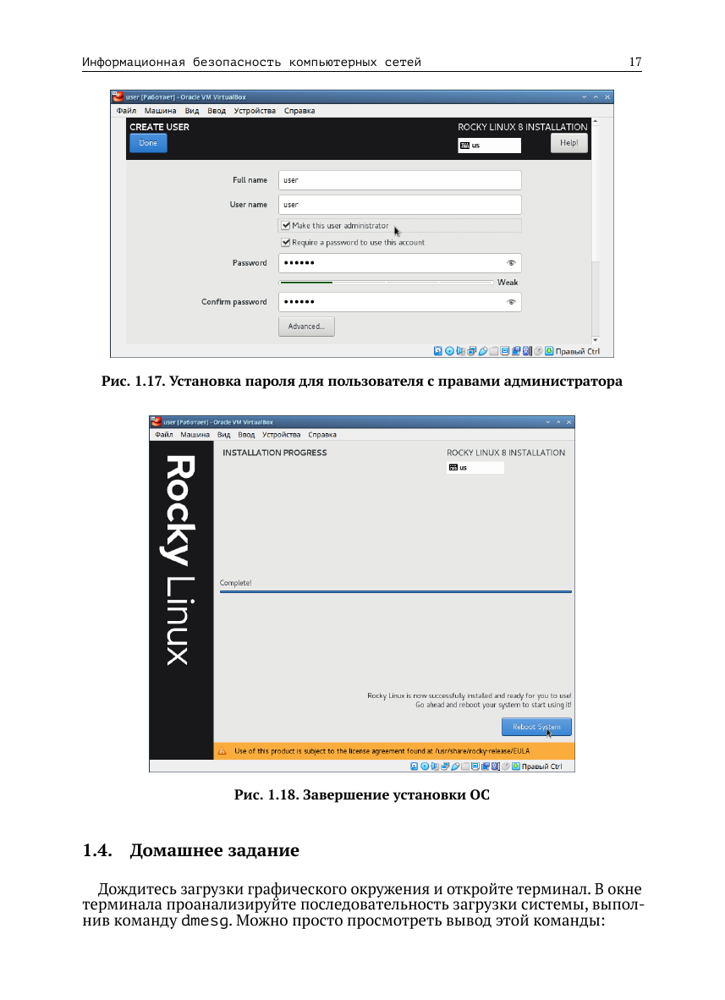 Информационная безопасность компьютерных сетей 17
user [Работает] - Oracle VM VirtualBox
Файл Машина Вид Ввод Устройства Справка
CREATE USER ROCKY LINUX 8 INSTALLATION
Done us Help!
Full name user
User name user
Make this user administrator
Require a password to use this account
Password ••••••
Weak
Confirm password ••••••
Advanced...
Правый Ctrl
Рис. 1.17. Установка пароля для пользователя с правами администратора
user [Работает] - Oracle VM VirtualBox
Файл Машина Вид Ввод Устройства Справка
Rocky Linux
INSTALLATION PROGRESS ROCKY LINUX 8 INSTALLATION
us
Complete!
Rocky Linux is now successfully installed and ready for you to use!
Go ahead and reboot your system to start using it!
Reboot System
Use of this product is subject to the license agreement found at /usr/share/rocky-release/EULA
Правый Ctrl
Рис. 1.18. Завершение установки ОС
1.4. Домашнее задание
Дождитесь загрузки графического окружения и откройте терминал. В окне
терминала проанализируйте последовательность загрузки системы, выпол-
нив команду dmesg. Можно просто просмотреть вывод этой команды: